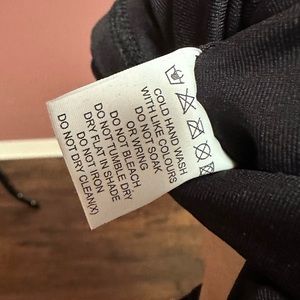 COLD HAND WASH
WITH LIKE COLOURS
DO NOT SOAK
OR WRING
DO NOT BLEACH
DO NOT TUMBLE DRY
DRY FLAT IN SHADE
DO NOT IRON
DO NOT DRY CLEAN(X)